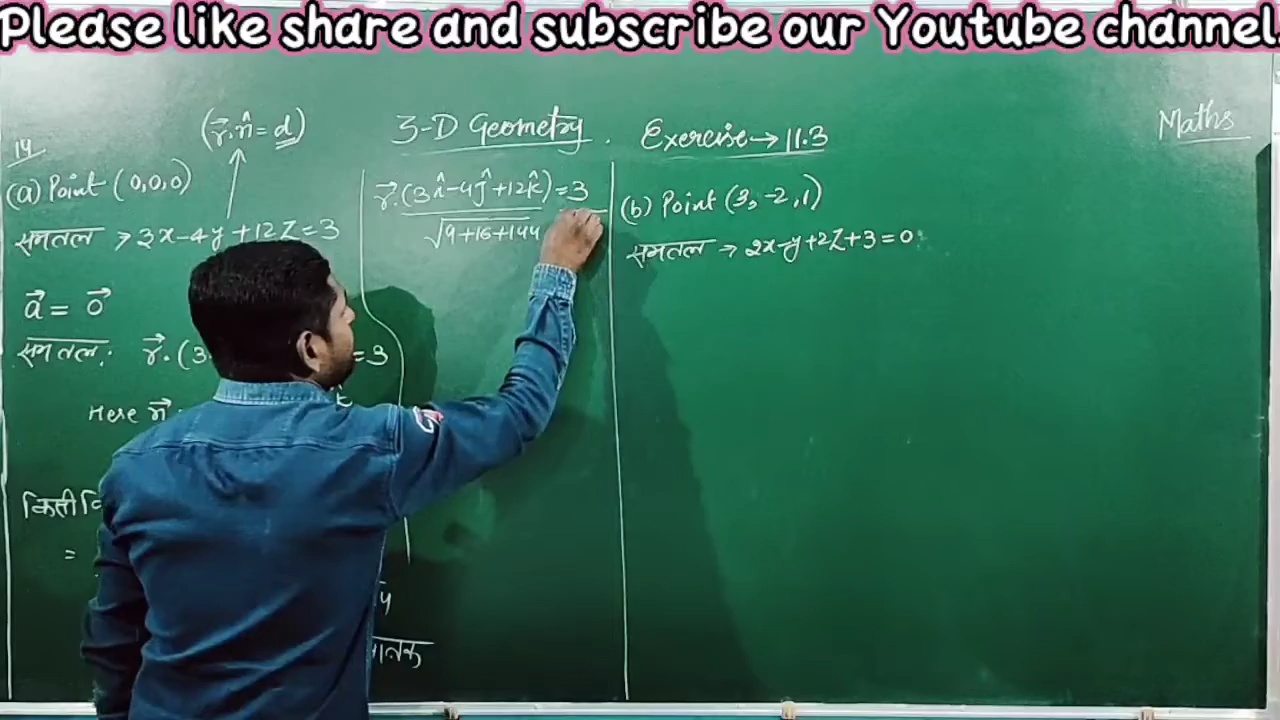 Please like share and subscribe our Youtube channel.
3-D Geometry. Exercise → 11.3
Maths
14
(r⃗.n̂ = d)
(a) Point (0,0,0)
समतल → 3x-4y+12z=3
a⃗ = 0⃗
समतल: r⃗.(3 =3
Here n⃗
किसी
=
r⃗.(3î-4ĵ+12k̂)=3
√9+16+144
(b) Point (3,-2,1)
समतल → 2x-y+2z+3=0